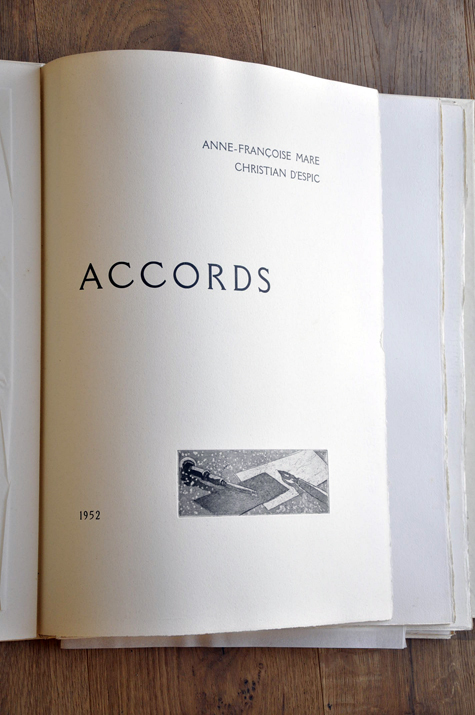 ANNE-FRANÇOISE MARE
CHRISTIAN D'ESPIC
ACCORDS
1952